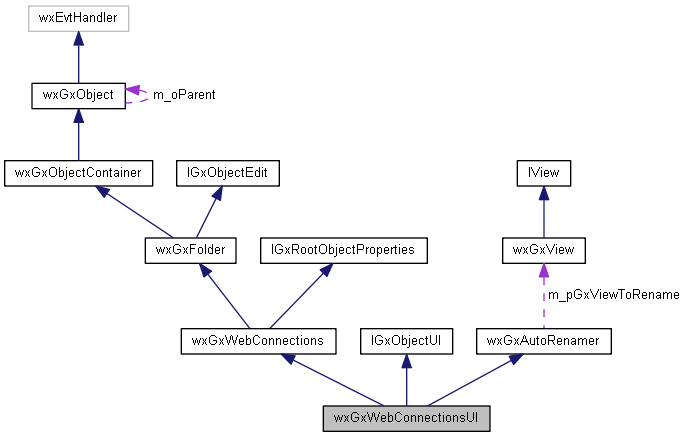 wxEvtHandler
wxGxObject
m_oParent
wxGxObjectContainer
IGxObjectEdit
IView
wxGxFolder
IGxRootObjectProperties
wxGxView
m_pGxViewToRename
wxGxWebConnections
IGxObjectUI
wxGxAutoRenamer
wxGxWebConnectionsUI